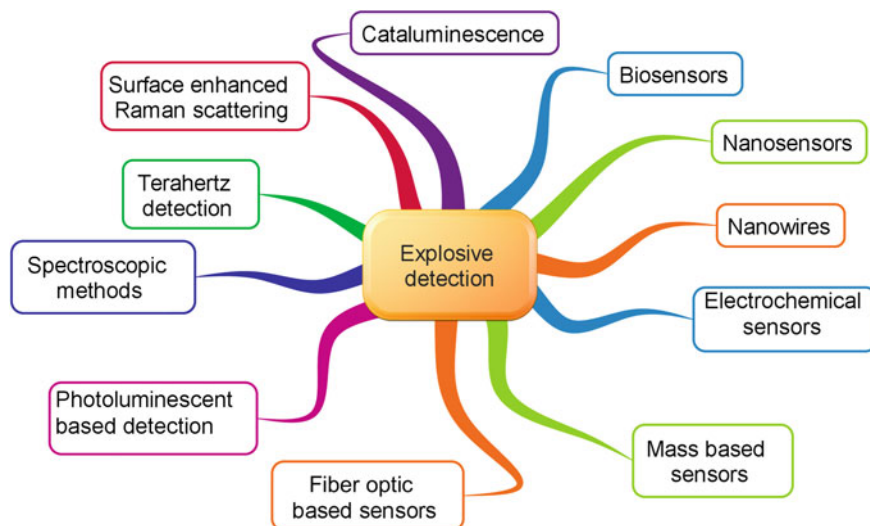 Cataluminescence
Surface enhanced
Raman scattering
Biosensors
Nanosensors
Terahertz
detection
Nanowires
Explosive
detection
Spectroscopic
methods
Electrochemical
sensors
Photoluminescent
based detection
Mass based
sensors
Fiber optic
based sensors